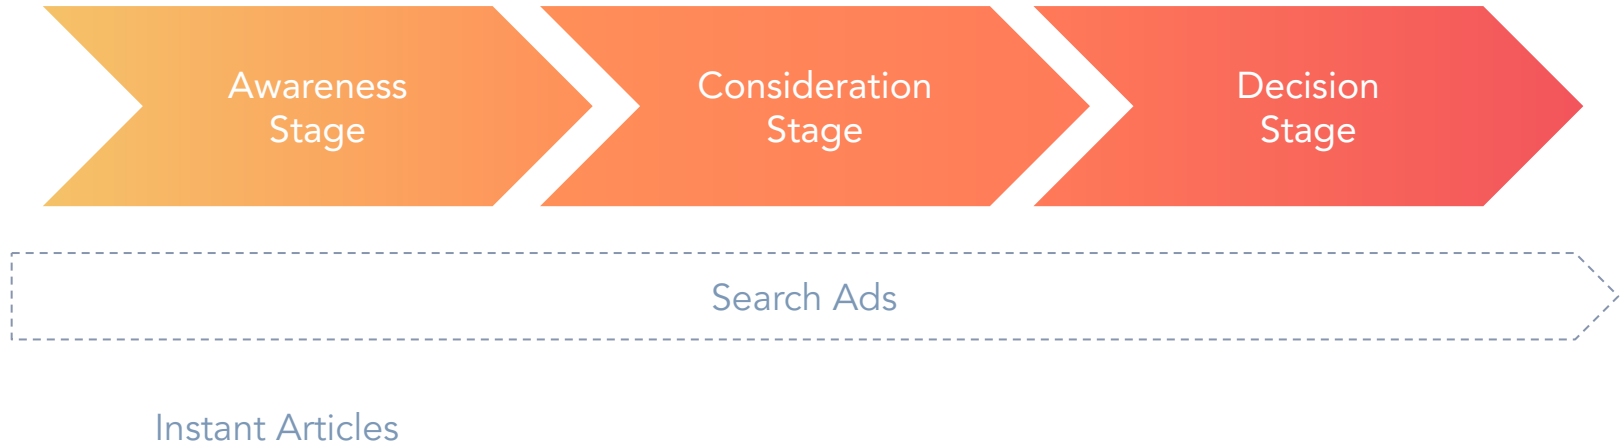 Awareness
Stage
Consideration
Stage
Decision
Stage
Search Ads
Instant Articles